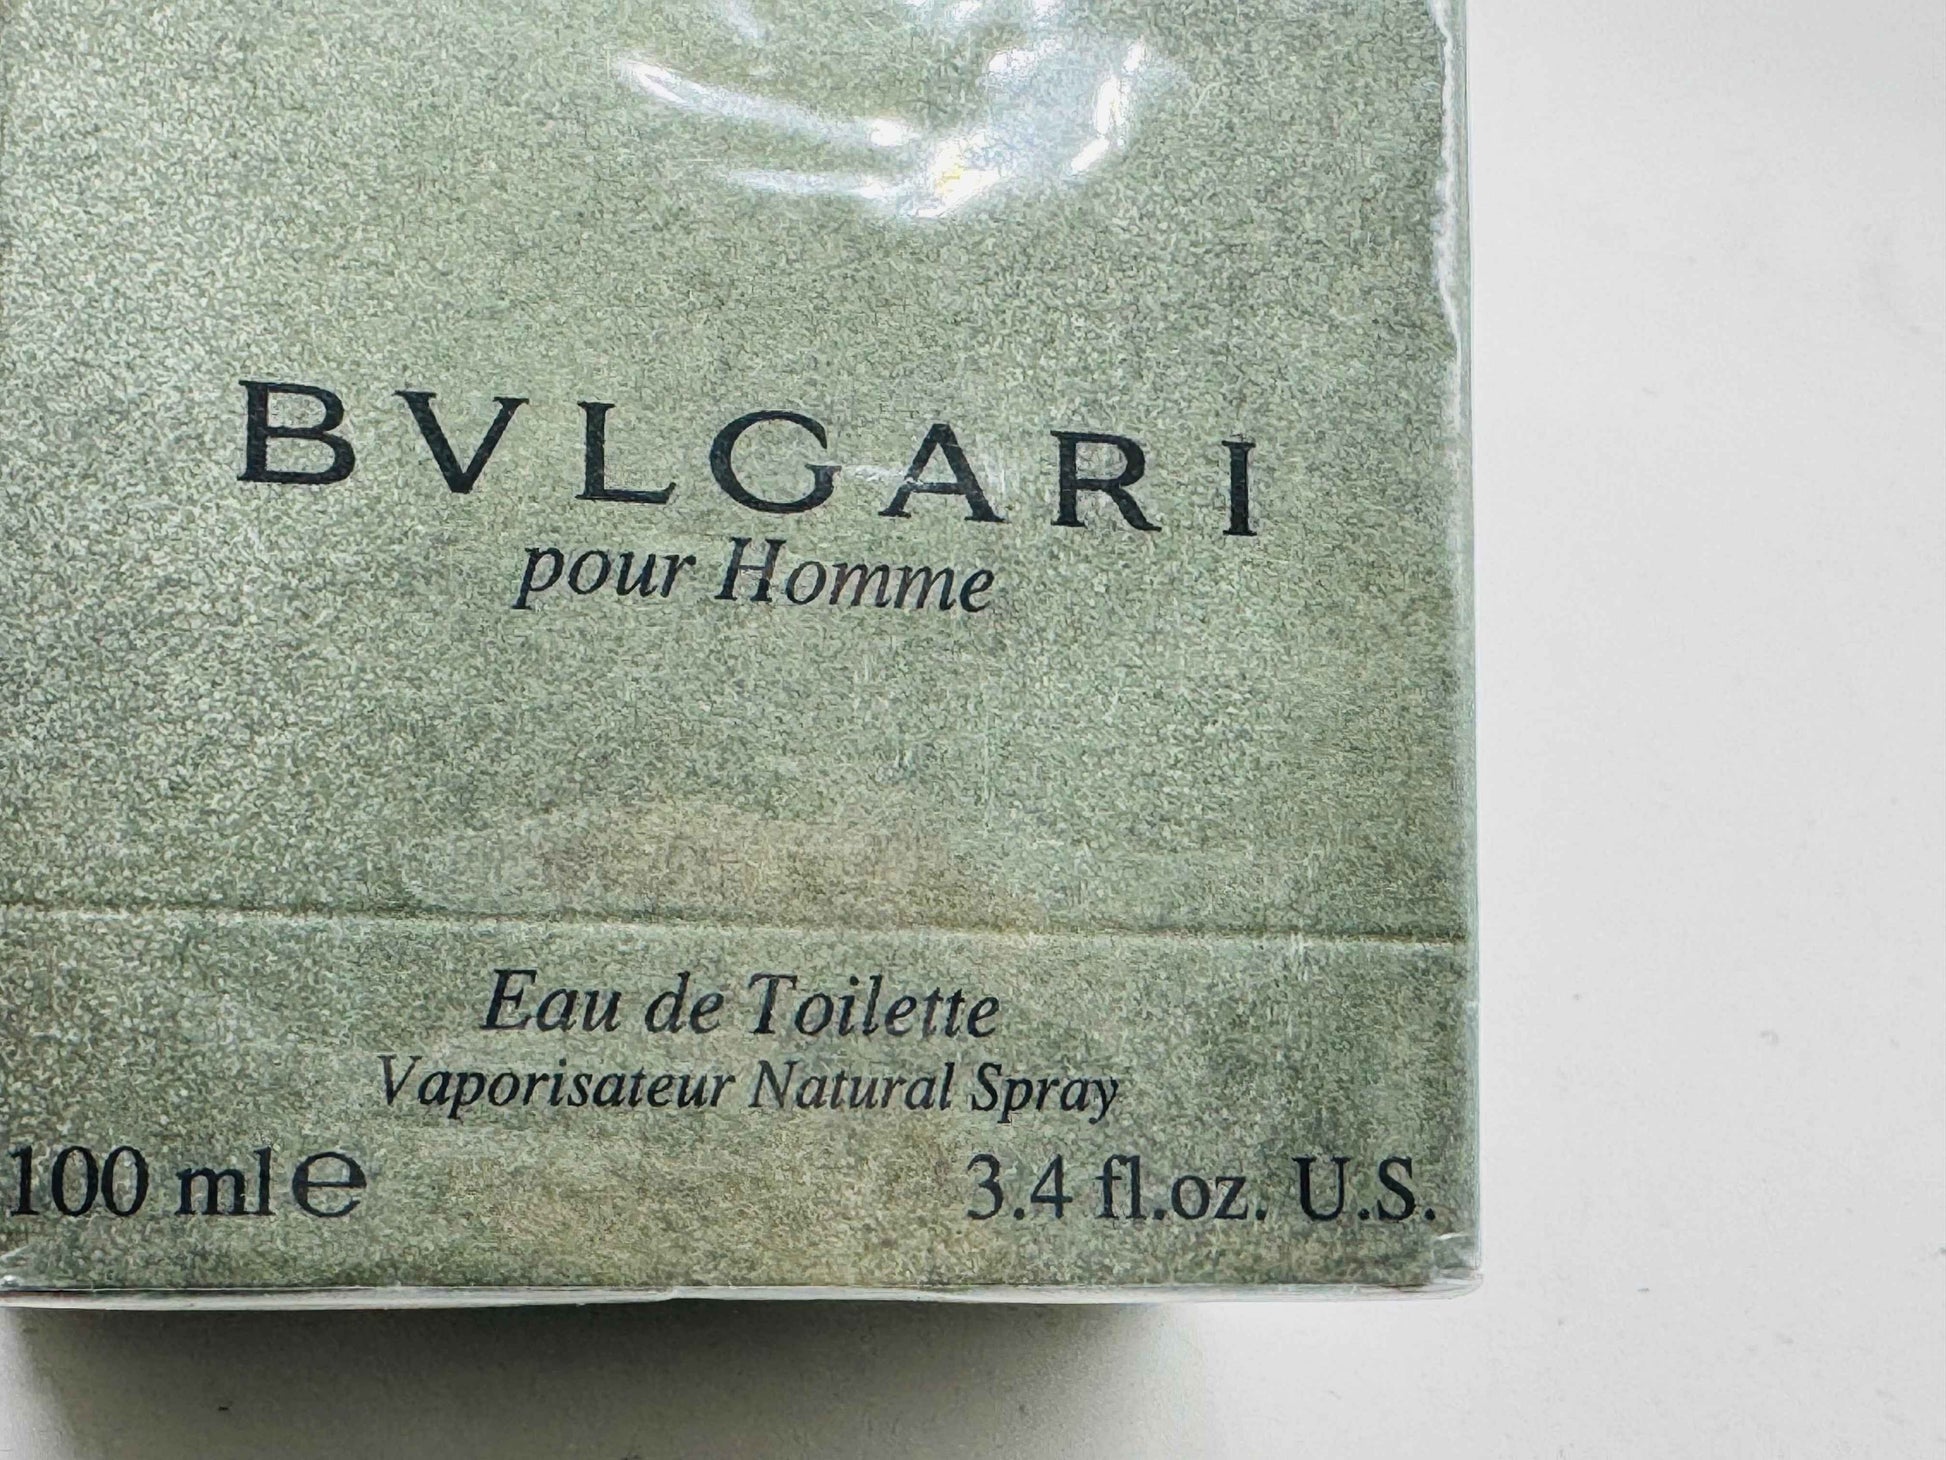 BVLGARI
pour Homme
Eau de Toilette
Vaporisateur Natural Spray
100 ml ℮
3.4 fl.oz. U.S.